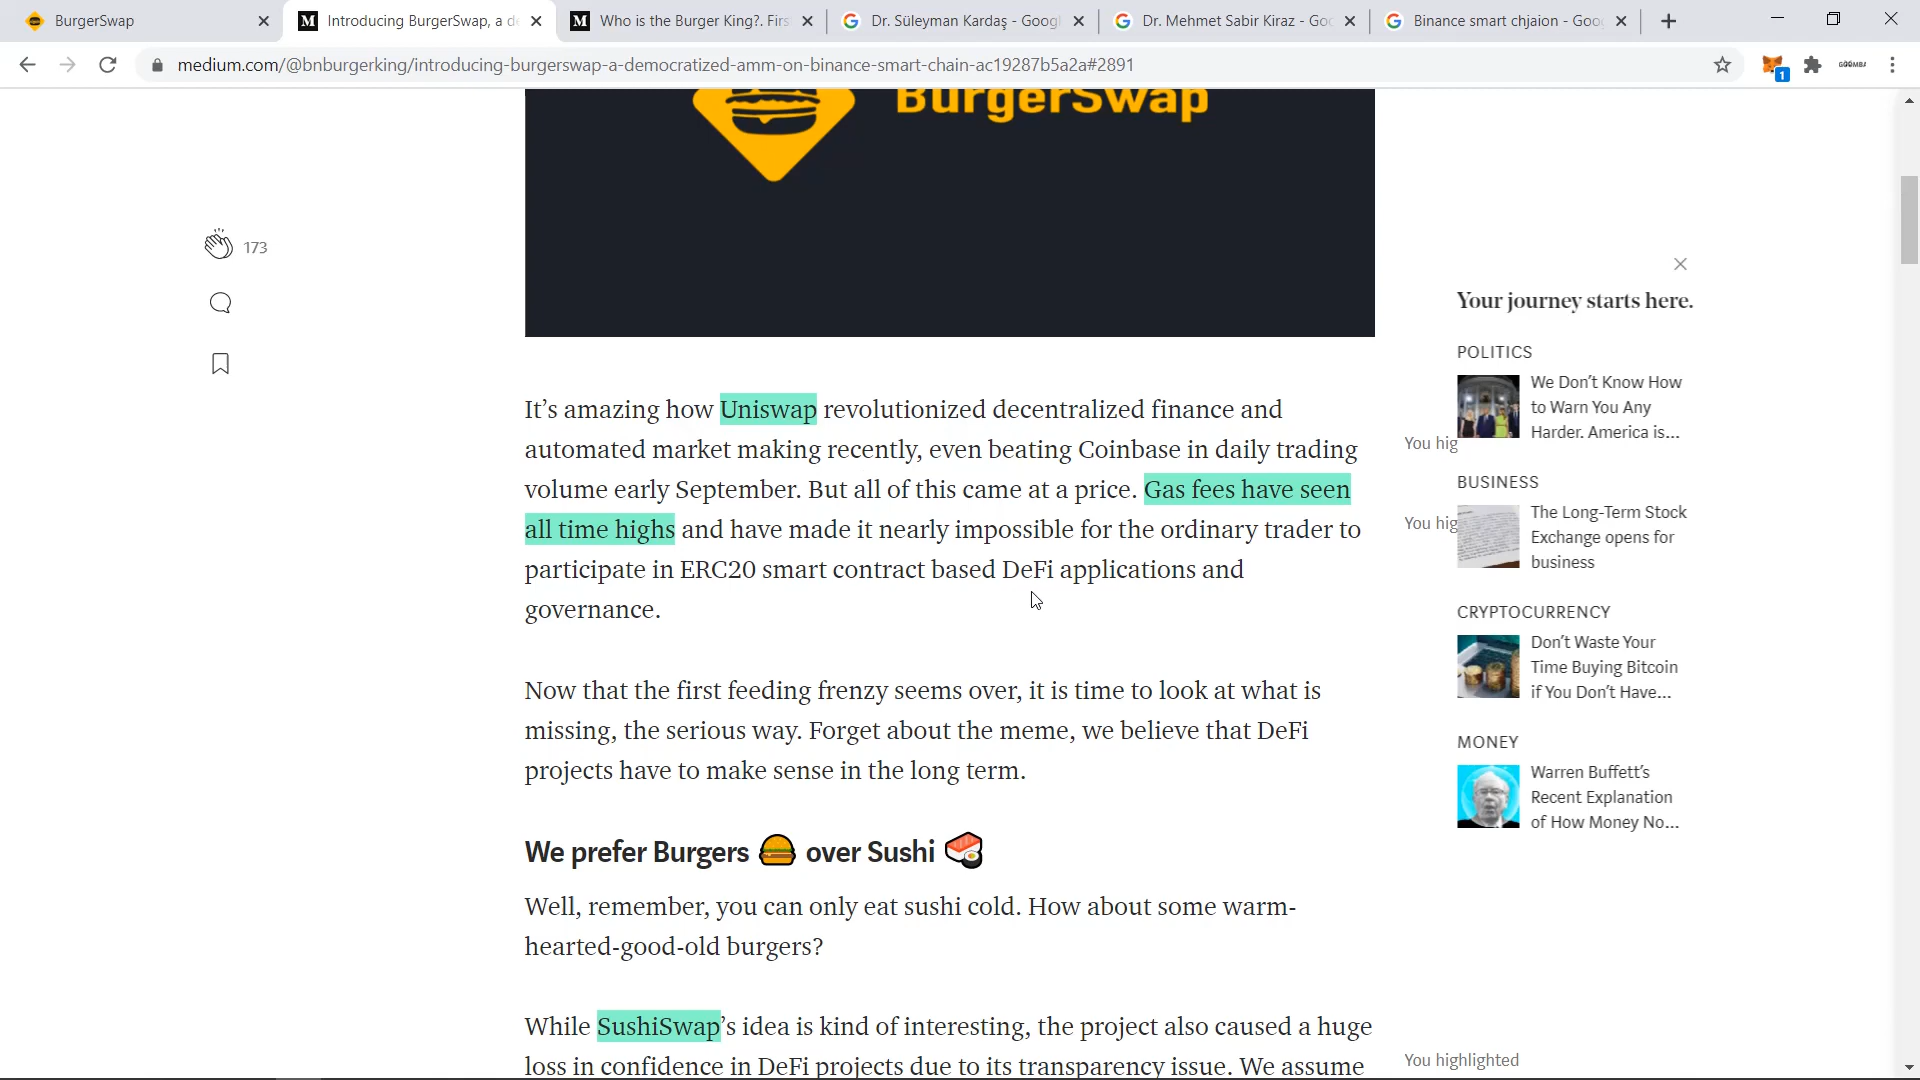 BurgerSwap
Introducing BurgerSwap, a de
Who is the Burger King?. Firs
Dr. Süleyman Kardaş - Googl
Dr. Mehmet Sabir Kiraz - Goo
Binance smart chjaion - Goog
medium.com/@bnburgerking/introducing-burgerswap-a-democratized-amm-on-binance-smart-chain-ac19287b5a2a#2891
1
BurgerSwap
173
It’s amazing how Uniswap revolutionized decentralized finance and
automated market making recently, even beating Coinbase in daily trading
volume early September. But all of this came at a price. Gas fees have seen
all time highs and have made it nearly impossible for the ordinary trader to
participate in ERC20 smart contract based DeFi applications and
governance.
Now that the first feeding frenzy seems over, it is time to look at what is
missing, the serious way. Forget about the meme, we believe that DeFi
projects have to make sense in the long term.
We prefer Burgers 🍔 over Sushi 🍣
Well, remember, you can only eat sushi cold. How about some warm-
hearted-good-old burgers?
While SushiSwap’s idea is kind of interesting, the project also caused a huge
loss in confidence in DeFi projects due to its transparency issue. We assume
You hig
You hig
You highlighted
Your journey starts here.
POLITICS
We Don’t Know How
to Warn You Any
Harder. America is...
BUSINESS
The Long-Term Stock
Exchange opens for
business
CRYPTOCURRENCY
Don’t Waste Your
Time Buying Bitcoin
if You Don’t Have...
MONEY
Warren Buffett’s
Recent Explanation
of How Money No...